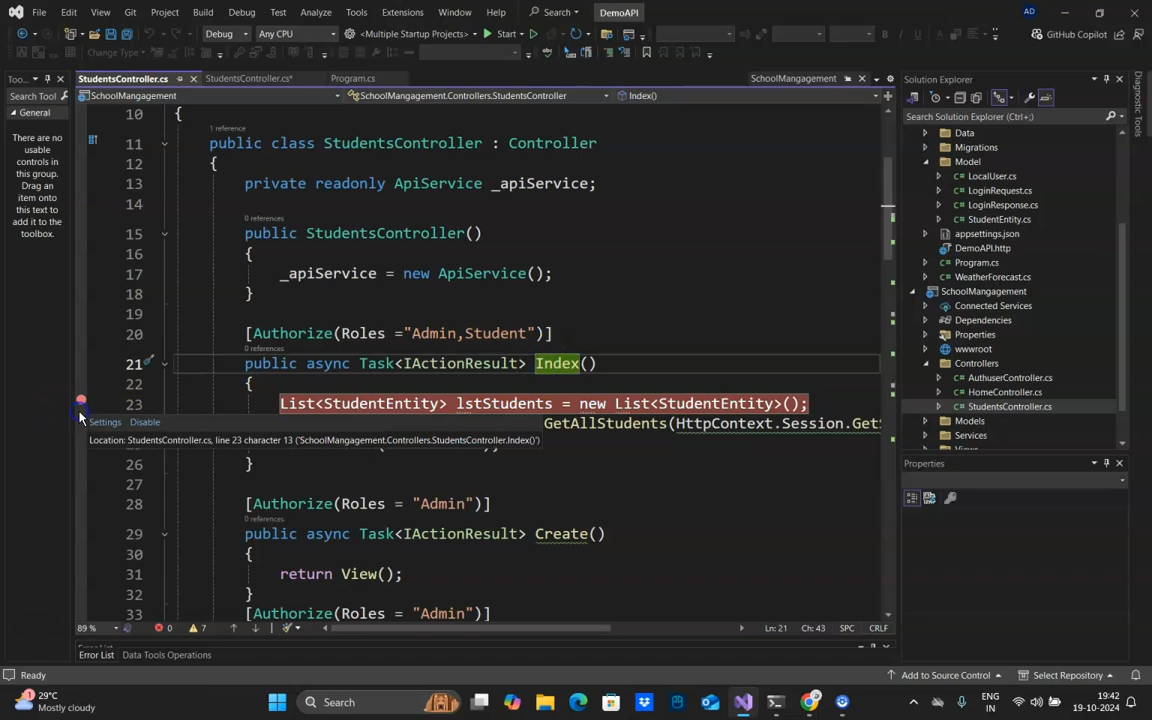 File Edit View Git Project Build Debug Test Analyze Tools Extensions Window Help Search DemoAPI AD
Debug Any CPU <Multiple Startup Projects> Start GitHub Copilot
Change Type
Too... StudentsController.cs StudentsController.cs* Program.cs SchoolMangagement Solution Explorer
Search Tool SchoolMangagement SchoolMangagement.Controllers.StudentsController Index()
General
There are no
usable
controls in
this group.
Drag an
item onto
this text to
add it to the
toolbox.
10 {
1 reference
11 public class StudentsController : Controller
12 {
13 private readonly ApiService _apiService;
14
0 references
15 public StudentsController()
16 {
17 _apiService = new ApiService();
18 }
19
20 [Authorize(Roles ="Admin,Student")]
0 references
21 public async Task<IActionResult> Index()
22 {
23 List<StudentEntity> lstStudents = new List<StudentEntity>();
Settings Disable
GetAllStudents(HttpContext.Session.GetS
Location: StudentsController.cs, line 23 character 13 ('SchoolMangagement.Controllers.StudentsController.Index()')
26 }
27
28 [Authorize(Roles = "Admin")]
0 references
29 public async Task<IActionResult> Create()
30 {
31 return View();
32 }
33 [Authorize(Roles = "Admin")]
89 % 0 7 Ln: 21 Ch: 43 SPC CRLF
Error List Data Tools Operations
Search Solution Explorer (Ctrl+;)
Data
Migrations
Model
LocalUser.cs
LoginRequest.cs
LoginResponse.cs
StudentEntity.cs
appsettings.json
DemoAPI.http
Program.cs
WeatherForecast.cs
SchoolMangagement
Connected Services
Dependencies
Properties
wwwroot
Controllers
AuthuserController.cs
HomeController.cs
StudentsController.cs
Models
Services
Properties
Diagnostic Tools
Ready Add to Source Control Select Repository
29°C
Mostly cloudy
Search
ENG
IN
19:42
19-10-2024